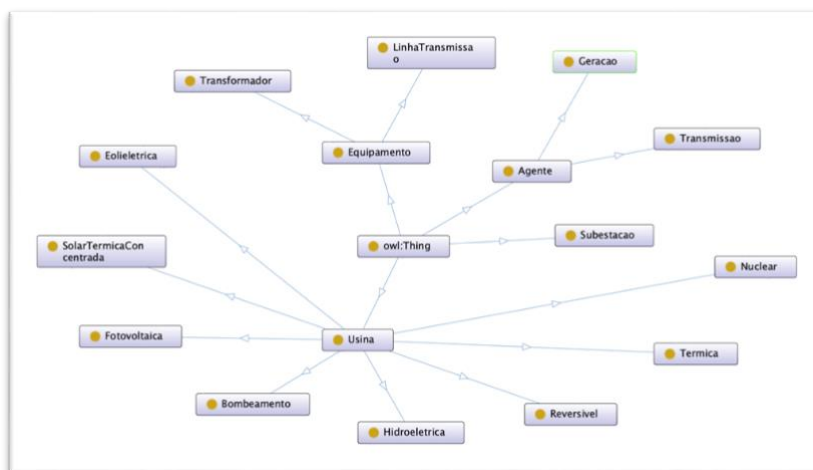 LinhaTransmissa
o
Geracao
Transformador
Transmissao
Equipamento
Eolieletrica
Agente
Subestacao
owl:Thing
SolarTermicaCon
centrada
Nuclear
Fotovoltaica
Usina
Termica
Bombeamento
Reversivel
Hidroeletrica